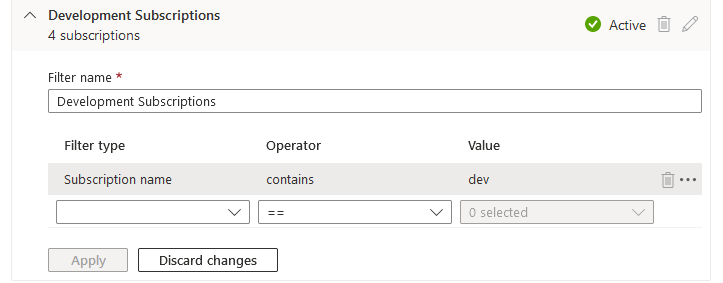 Development Subscriptions
4 subscriptions
Active
Filter name *
Development Subscriptions
Filter type Operator Value
Subscription name contains dev
== 0 selected
Apply Discard changes